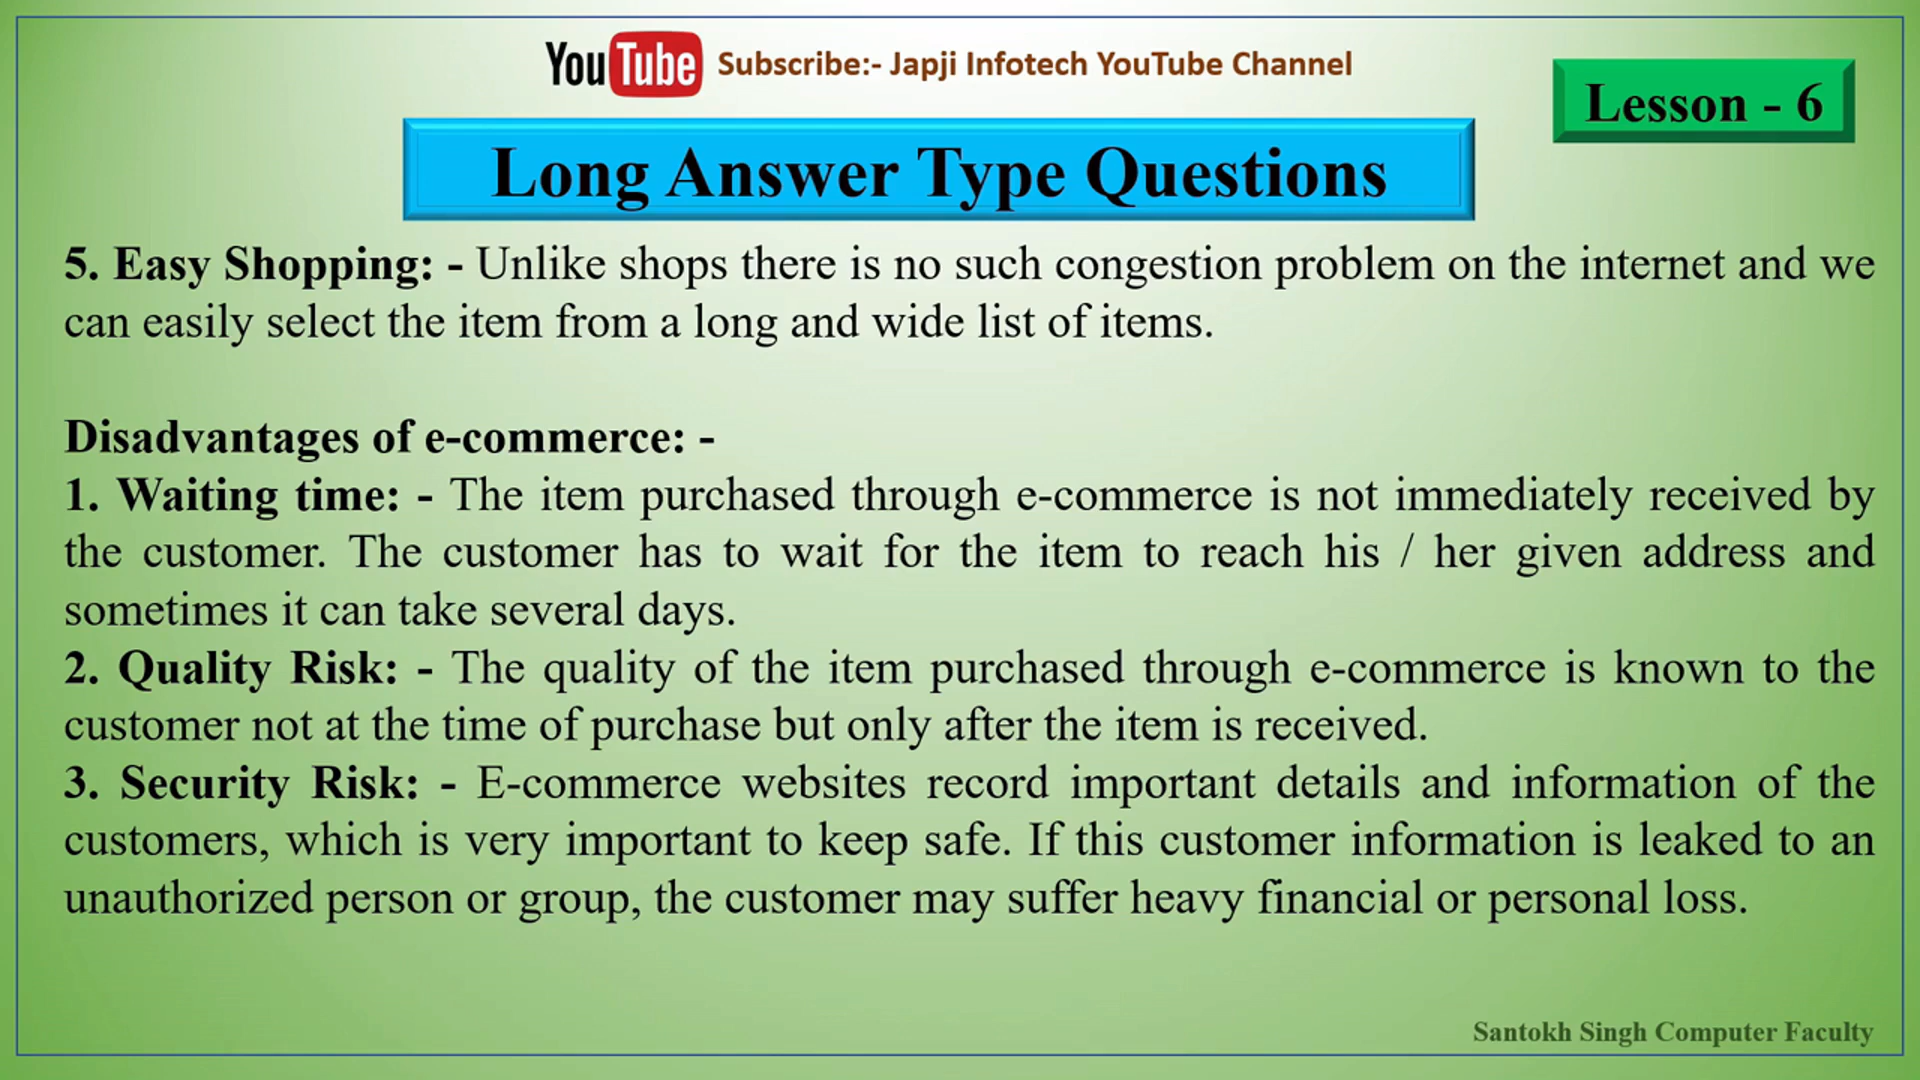 YouTube Subscribe:- Japji Infotech YouTube Channel
Lesson - 6
Long Answer Type Questions
5. Easy Shopping: - Unlike shops there is no such congestion problem on the internet and we
can easily select the item from a long and wide list of items.
Disadvantages of e-commerce: -
1. Waiting time: - The item purchased through e-commerce is not immediately received by
the customer. The customer has to wait for the item to reach his / her given address and
sometimes it can take several days.
2. Quality Risk: - The quality of the item purchased through e-commerce is known to the
customer not at the time of purchase but only after the item is received.
3. Security Risk: - E-commerce websites record important details and information of the
customers, which is very important to keep safe. If this customer information is leaked to an
unauthorized person or group, the customer may suffer heavy financial or personal loss.
Santokh Singh Computer Faculty